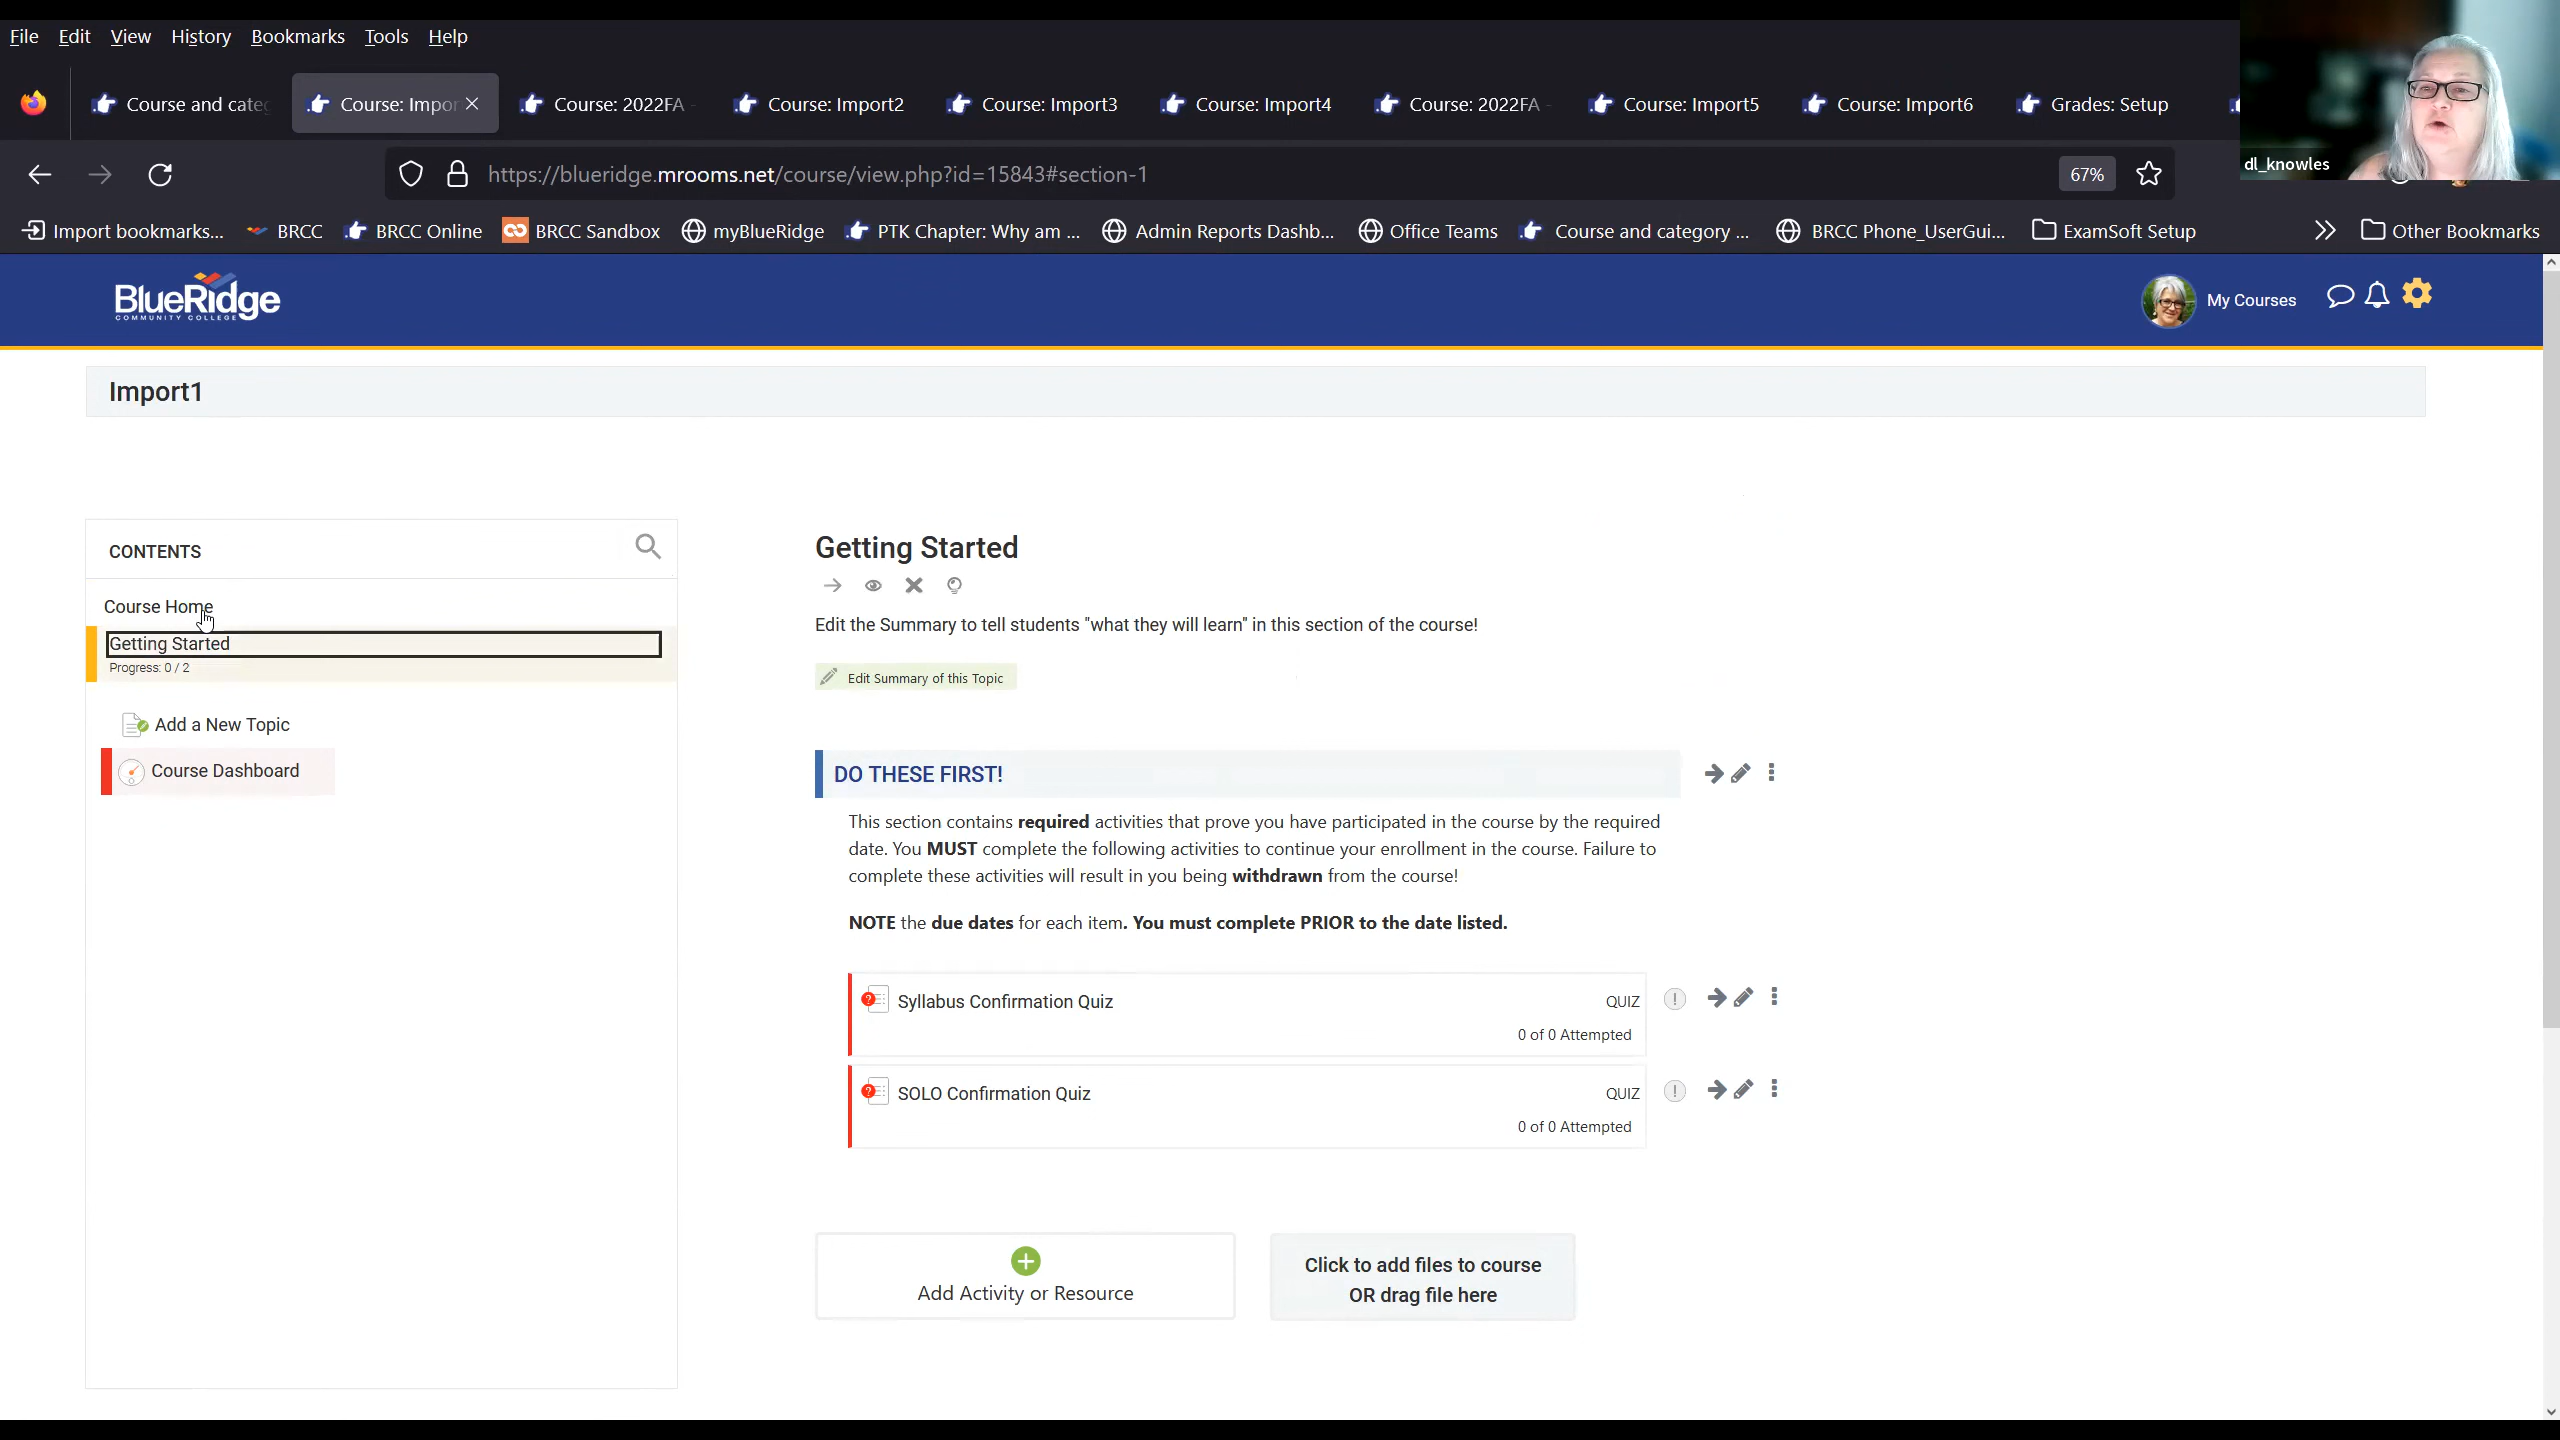 File Edit View History Bookmarks Tools Help
Course and cate
Course: Impor
Course: 2022FA -
Course: Import2
Course: Import3
Course: Import4
Course: 2022FA -
Course: Import5
Course: Import6
Grades: Setup
https://blueridge.mrooms.net/course/view.php?id=15843#section-1
67%
dl_knowles
Import bookmarks...
BRCC
BRCC Online
BRCC Sandbox
myBlueRidge
PTK Chapter: Why am ...
Admin Reports Dashb...
Office Teams
Course and category ...
BRCC Phone_UserGui...
ExamSoft Setup
Other Bookmarks
BlueRidge
COMMUNITY COLLEGE
My Courses
Import1
CONTENTS
Course Home
Getting Started
Progress: 0 / 2
Add a New Topic
Course Dashboard
Getting Started
Edit the Summary to tell students "what they will learn" in this section of the course!
Edit Summary of this Topic
DO THESE FIRST!
This section contains required activities that prove you have participated in the course by the required
date. You MUST complete the following activities to continue your enrollment in the course. Failure to
complete these activities will result in you being withdrawn from the course!
NOTE the due dates for each item. You must complete PRIOR to the date listed.
Syllabus Confirmation Quiz
QUIZ
0 of 0 Attempted
SOLO Confirmation Quiz
QUIZ
0 of 0 Attempted
Add Activity or Resource
Click to add files to course
OR drag file here